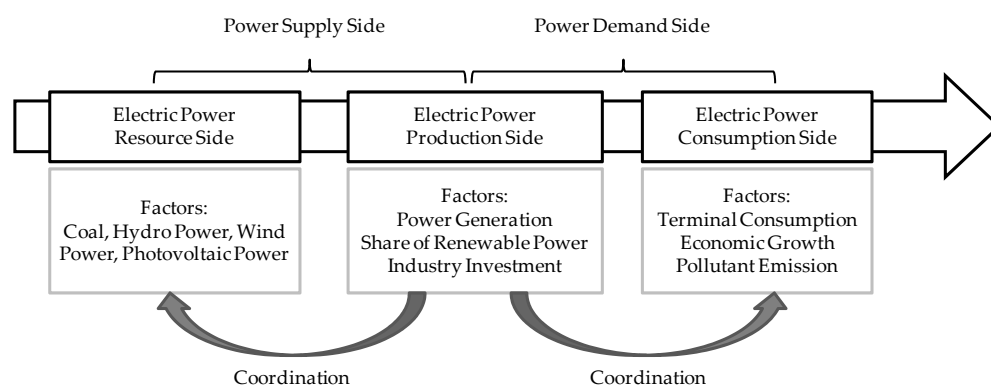 Power Supply Side
Power Demand Side
Electric Power
Resource Side
Electric Power
Production Side
Electric Power
Consumption Side
Factors:
Coal, Hydro Power, Wind
Power, Photovoltaic Power
Factors:
Power Generation
Share of Renewable Power
Industry Investment
Factors:
Terminal Consumption
Economic Growth
Pollutant Emission
Coordination
Coordination